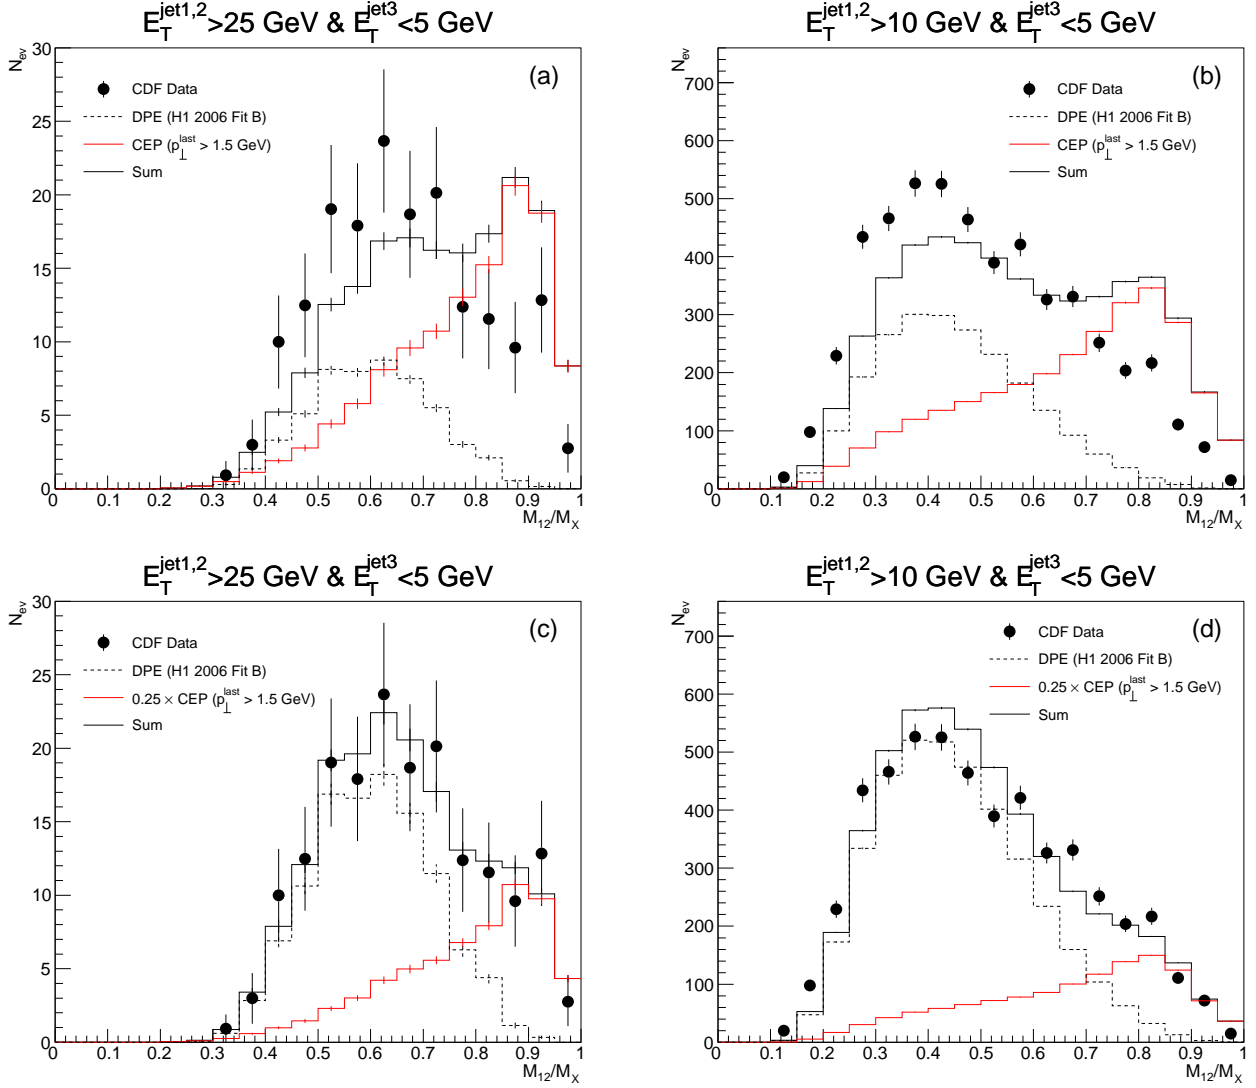 E_T^jet1,2>25 GeV & E_T^jet3<5 GeV
N_ev
30
25
20
15
10
5
0
(a)
CDF Data
DPE (H1 2006 Fit B)
CEP (p_⊥^last > 1.5 GeV)
Sum
0 0.1 0.2 0.3 0.4 0.5 0.6 0.7 0.8 0.9 1
M_12/M_X
E_T^jet1,2>10 GeV & E_T^jet3<5 GeV
N_ev
700
600
500
400
300
200
100
0
(b)
CDF Data
DPE (H1 2006 Fit B)
CEP (p_⊥^last > 1.5 GeV)
Sum
0 0.1 0.2 0.3 0.4 0.5 0.6 0.7 0.8 0.9 1
M_12/M_X
E_T^jet1,2>25 GeV & E_T^jet3<5 GeV
N_ev
30
25
20
15
10
5
0
(c)
CDF Data
DPE (H1 2006 Fit B)
0.25 × CEP (p_⊥^last > 1.5 GeV)
Sum
0 0.1 0.2 0.3 0.4 0.5 0.6 0.7 0.8 0.9 1
M_12/M_X
E_T^jet1,2>10 GeV & E_T^jet3<5 GeV
N_ev
700
600
500
400
300
200
100
0
(d)
CDF Data
DPE (H1 2006 Fit B)
0.25 × CEP (p_⊥^last > 1.5 GeV)
Sum
0 0.1 0.2 0.3 0.4 0.5 0.6 0.7 0.8 0.9 1
M_12/M_X